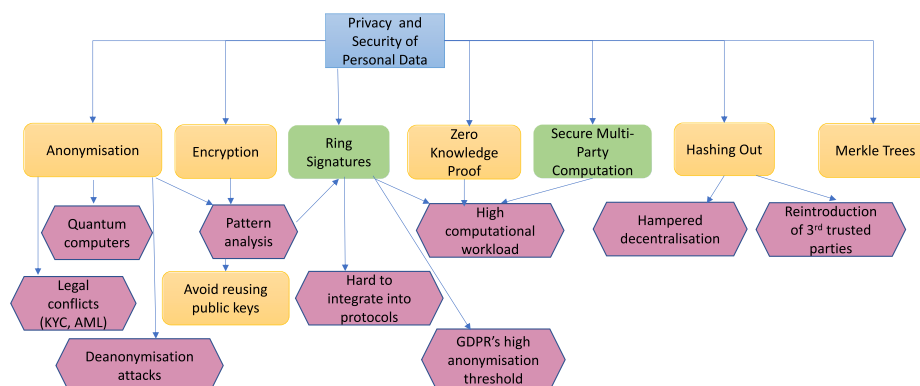 Privacy and
Security of
Personal Data
Anonymisation
Encryption
Ring
Signatures
Zero
Knowledge
Proof
Secure Multi-
Party
Computation
Hashing Out
Merkle Trees
Quantum
computers
Pattern
analysis
High
computational
workload
Hampered
decentralisation
Reintroduction
of 3rd trusted
parties
Legal
conflicts
(KYC, AML)
Avoid reusing
public keys
Hard to
integrate into
protocols
Deanonymisation
attacks
GDPR's high
anonymisation
threshold